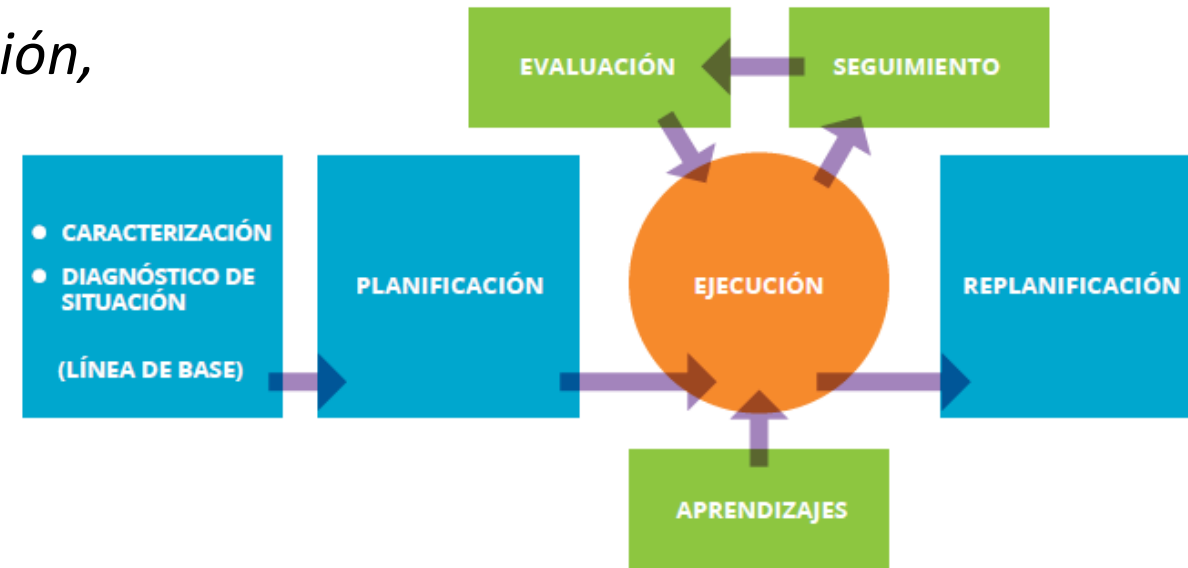 ión,
EVALUACIÓN
SEGUIMIENTO
● CARACTERIZACIÓN
● DIAGNÓSTICO DE
SITUACIÓN
(LÍNEA DE BASE)
PLANIFICACIÓN
EJECUCIÓN
REPLANIFICACIÓN
APRENDIZAJES